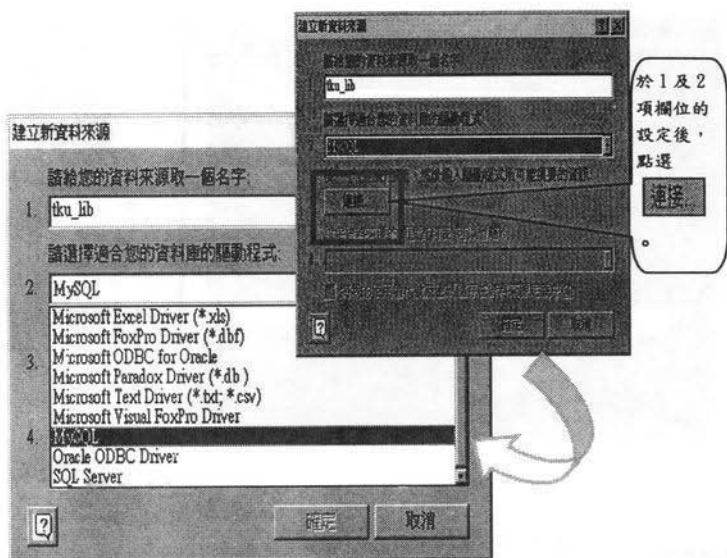 建立新資料來源
請給您的資料來源取一個名字:
1. tku_lib
請選擇適合您的資料庫的驅動程式:
2. MySQL
Microsoft Excel Driver (*.xls)
Microsoft FoxPro Driver (*.dbf)
3. Microsoft ODBC for Oracle
Microsoft Paradox Driver (*.db )
Microsoft Text Driver (*.txt; *.csv)
Microsoft Visual FoxPro Driver
4. MySQL
Oracle ODBC Driver
SQL Server
確定
取消
建立新資料來源
請給您的資料來源取一個名字:
tku_lib
請選擇適合您的資料庫的驅動程式:
2. MySQL
連接...
4.
確定
取消
於1及2
項欄位的
設定後，
點選
連接...
。